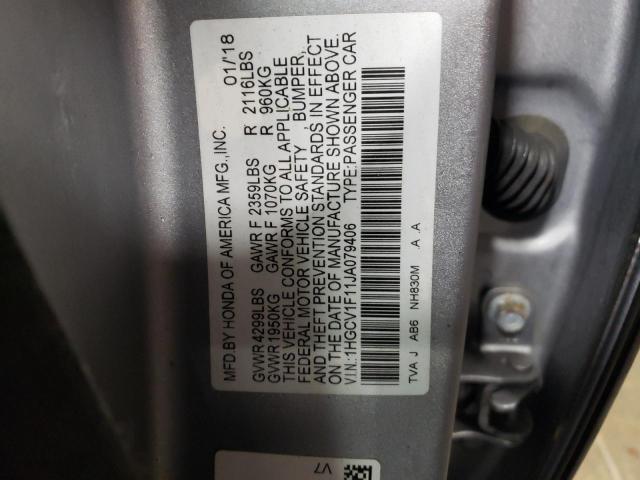 MFD.BY HONDA OF AMERICA MFG.,INC. 01/'18
GVWR 4299LBS GAWR F 2359LBS R 2116LBS
GVWR 1950KG GAWR F 1070KG R 960KG
THIS VEHICLE CONFORMS TO ALL APPLICABLE
FEDERAL MOTOR VEHICLE SAFETY BUMPER,
AND THEFT PREVENTION STANDARDS IN EFFECT
ON THE DATE OF MANUFACTURE SHOWN ABOVE.
V.I.N.:1HGCV1F11JA079406 TYPE:PASSENGER CAR
TVA J AB6 NH830M A .A
V7